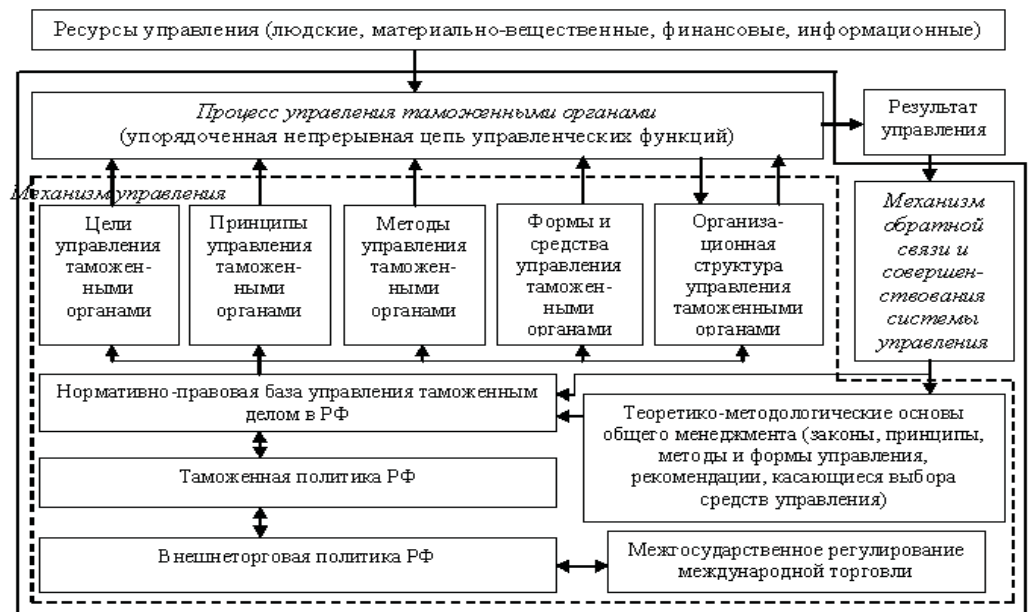 Ресурсы управления (людские, материально-вещественные, финансовые, информационные)
Процесс управления таможенными органами
(упорядоченная непрерывная цепь управленческих функций)
Результат
управления
Механизм управления
Цели
управления
таможен-
ными
органами
Принципы
управления
таможен-
ными
органами
Методы
управления
таможен-
ными
органами
Формы и
средства
управления
таможен-
ными
органами
Организа-
ционная
структура
управления
таможенными
органами
Механизм
обратной
связи и
совершен-
ствования
системы
управления
Нормативно-правовая база управления таможенным
делом в РФ
Теоретико-методологические основы
общего менеджмента (законы, принципы,
методы и формы управления,
рекомендации, касающиеся выбора
средств управления)
Таможенная политика РФ
Внешнеторговая политика РФ
Межгосударственное регулирование
международной торговли